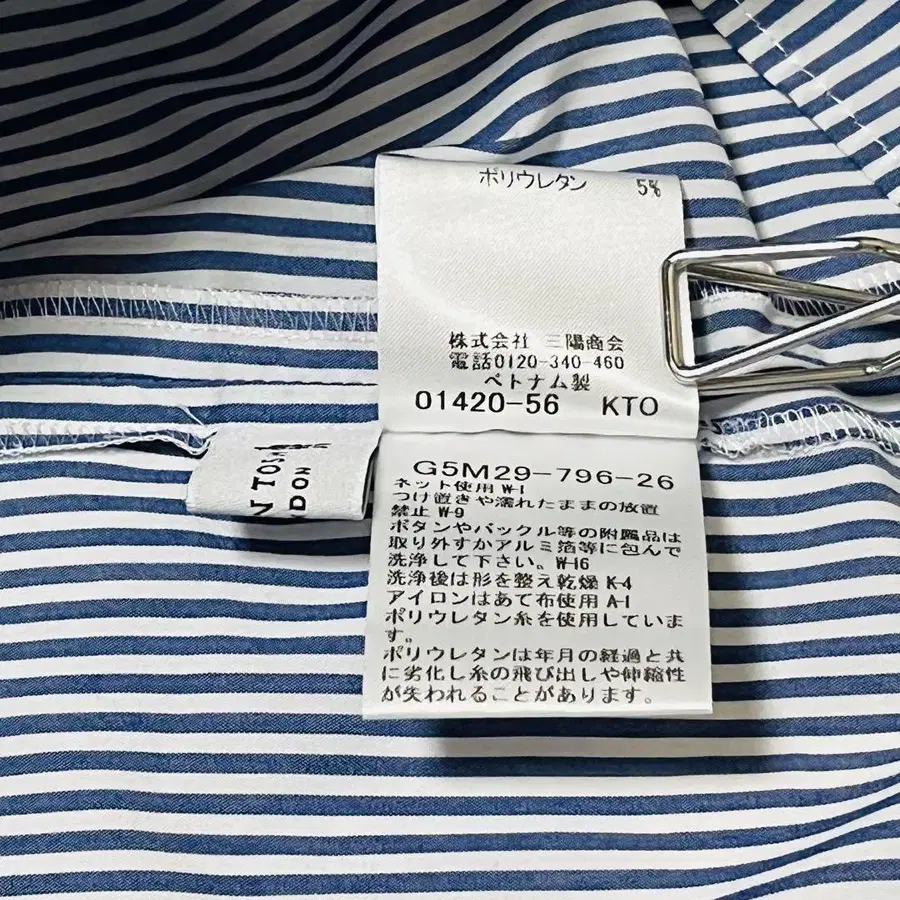 ポリウレタン 5%
株式会社 三陽商会
電話0120-340-460
ベトナム製
01420-56 KTO
G5M29-796-26
ネット使用 W-1
つけ置きや濡れたままの放置
禁止 W-9
ボタンやバックル等の附属品は
取り外すかアルミ箔等に包んで
洗浄して下さい。W-16
洗浄後は形を整え乾燥 K-4
アイロンはあて布使用 A-1
ポリウレタン糸を使用していま
す。
ポリウレタンは年月の経過と共
に劣化し糸の飛び出しや伸縮性
が失われることがあります。